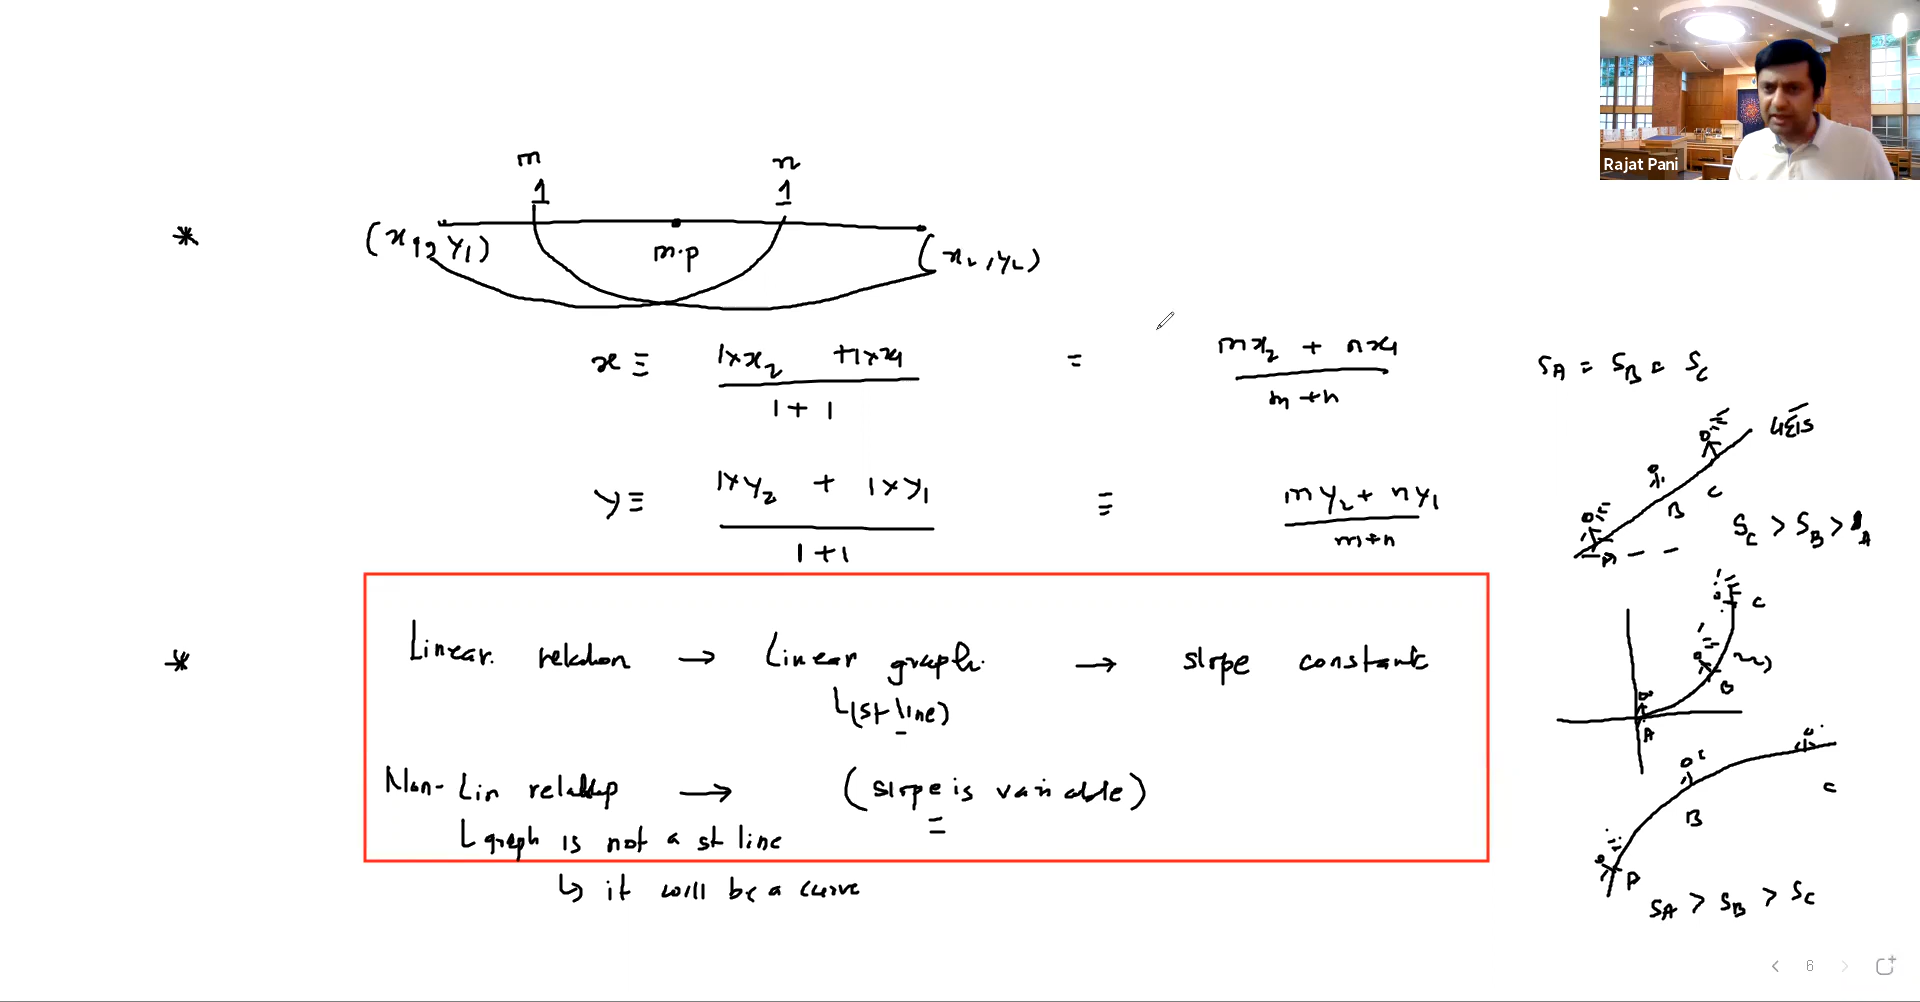 Rajat Pani
m n
1 1
* (x1, y1) m.p (x2, y2)
x ≡ 1×x2 + 1×x1 / 1 + 1 = mx2 + nx1 / m + n
SA = SB = SC
B C
SC > SB > SA
A
y ≡ 1×y2 + 1×y1 / 1 + 1 ≡ my2 + ny1 / m+n
* Linear relation → Linear graph → slope constant
(st line)
C
B
A
Non-Lin relatnp → (slope is variable)
graph is not a st line
↳ it will be a curve
C
B
A
SA > SB > SC
6